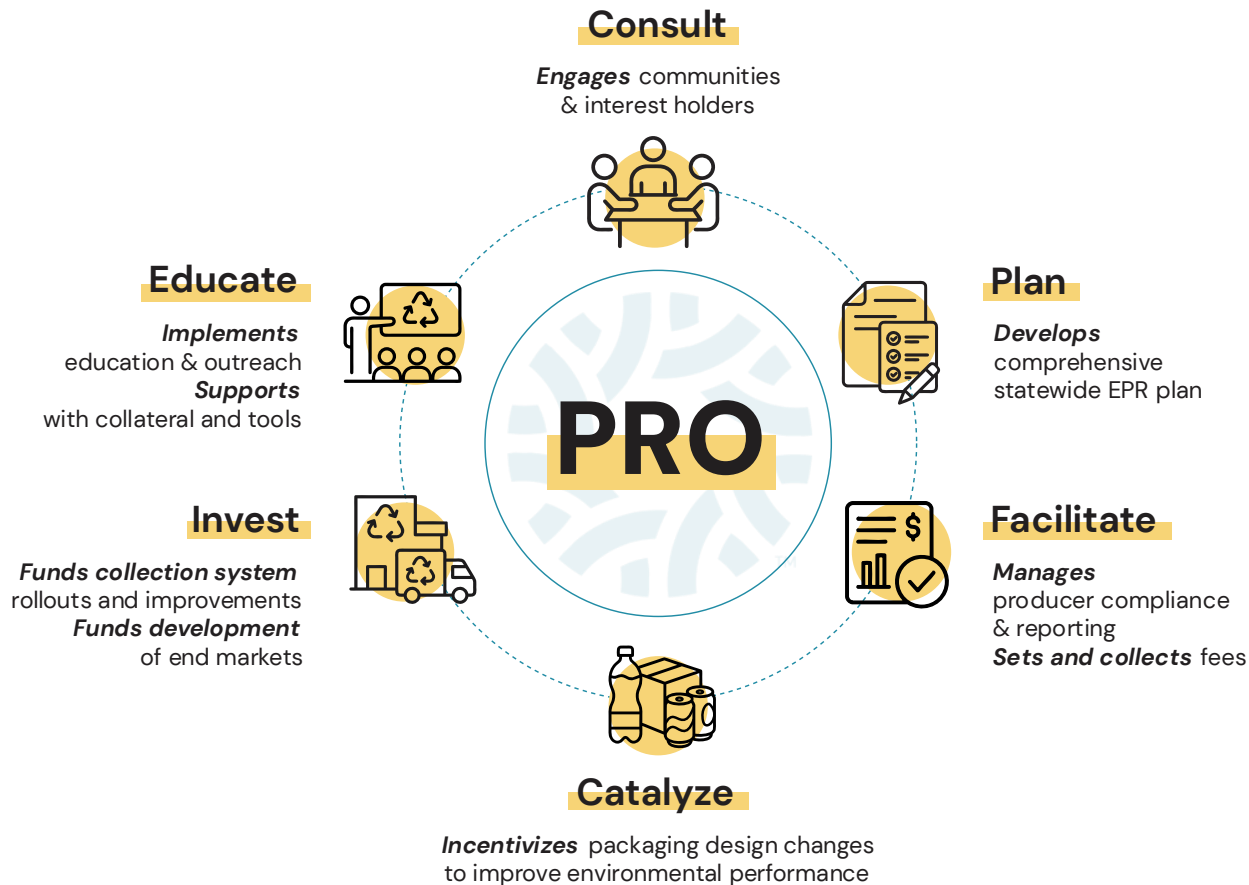 Consult
Engages communities
& interest holders
Plan
Develops
comprehensive
statewide EPR plan
Facilitate
Manages
producer compliance
& reporting
Sets and collects fees
Catalyze
Incentivizes packaging design changes
to improve environmental performance
Invest
Funds collection system
rollouts and improvements
Funds development
of end markets
Educate
Implements
education & outreach
Supports
with collateral and tools
PRO
$
TM